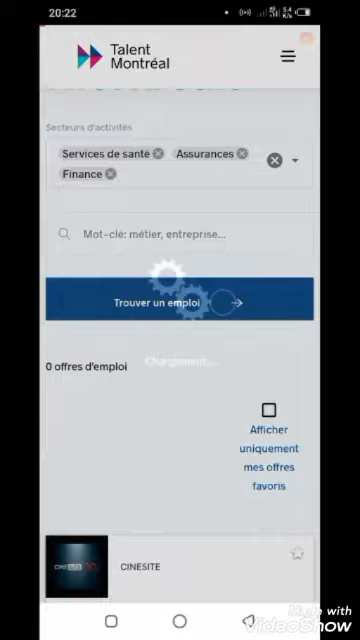 20:22
Talent
Montréal
Secteurs d'activités
Services de santé
Assurances
Finance
Mot-clé: métier, entreprise...
Trouver un emploi
Chargement...
0 offres d'emploi
Afficher
uniquement
mes offres
favoris
CINESITE
Made with
VideoShow